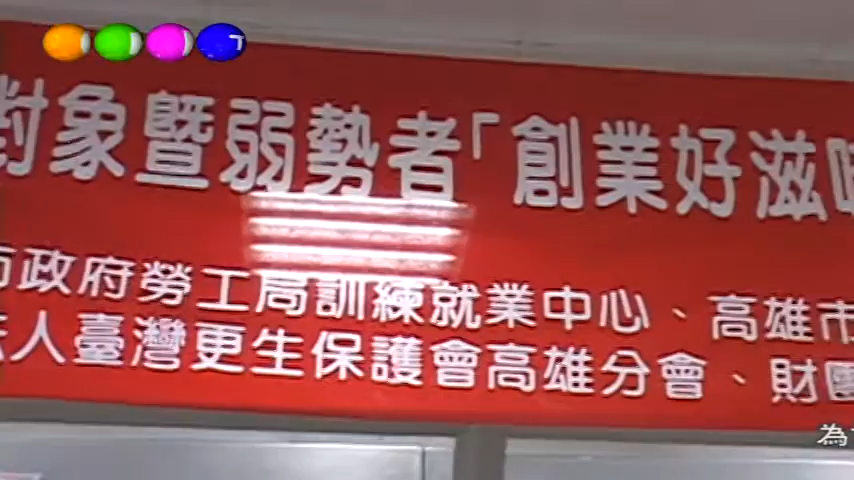 對象暨弱勢者「創業好滋味
市政府勞工局訓練就業中心、高雄市
法人臺灣更生保護會高雄分會、財團
為